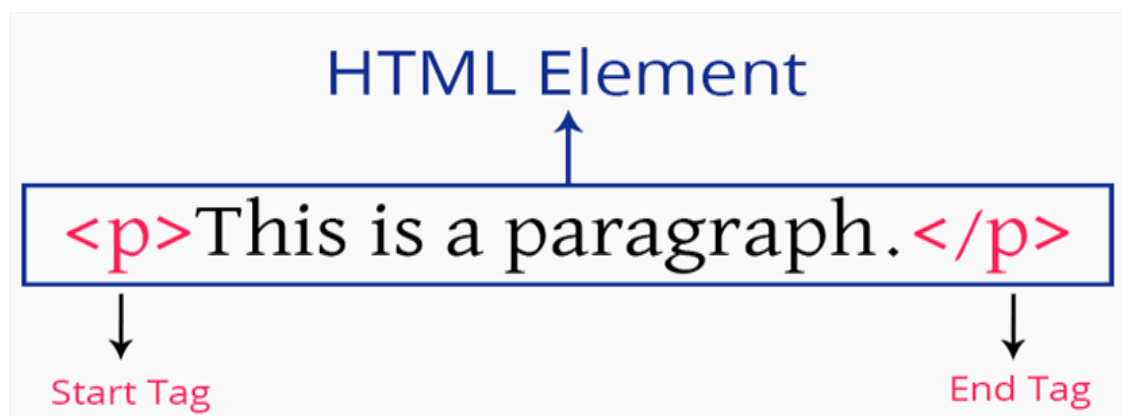 HTML Element
<p>This is a paragraph.</p>
Start Tag
End Tag